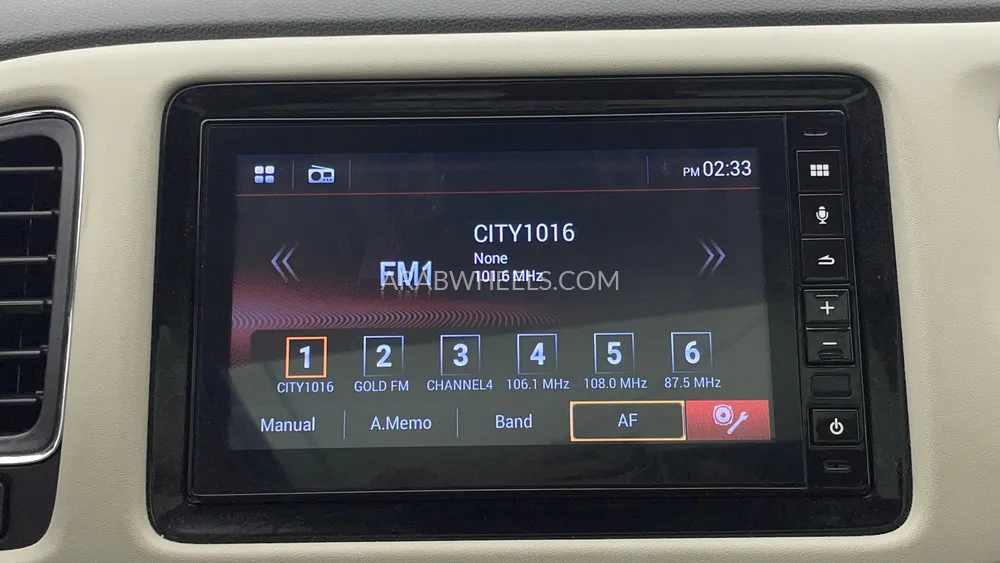 PM 02:33
CITY1016
None
FM1
101.6 MHz
ARABWHEELS.COM
1 2 3 4 5 6
CITY1016 GOLD FM CHANNEL4 106.1 MHz 108.0 MHz 87.5 MHz
Manual A.Memo Band AF